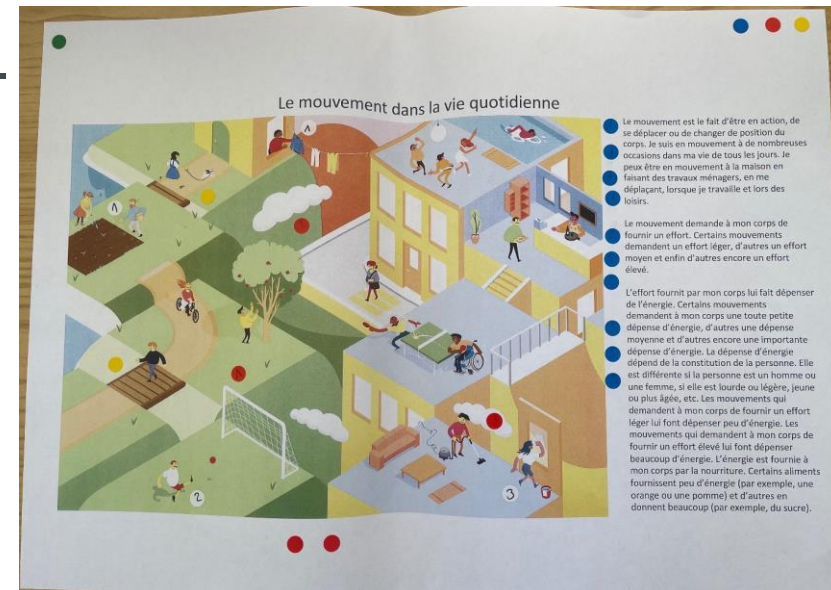 Le mouvement dans la vie quotidienne
Le mouvement est le fait d'être en action, de
se déplacer ou de changer de position du
corps. Je suis en mouvement à de nombreuses
occasions dans ma vie de tous les jours. Je
peux être en mouvement à la maison en
faisant des travaux ménagers, en me
déplaçant, lorsque je travaille et lors des
loisirs.
Le mouvement demande à mon corps de
fournir un effort. Certains mouvements
demandent un effort léger, d'autres un effort
moyen et enfin d'autres encore un effort
élevé.
L'effort fournit par mon corps lui fait dépenser
de l'énergie. Certains mouvements
demandent à mon corps une toute petite
dépense d'énergie, d'autres une dépense
moyenne et d'autres encore une importante
dépense d'énergie. La dépense d'énergie
dépend de la constitution de la personne. Elle
est différente si la personne est un homme ou
une femme, si elle est lourde ou légère, jeune
ou plus âgée, etc. Les mouvements qui
demandent à mon corps de fournir un effort
léger lui font dépenser peu d'énergie. Les
mouvements qui demandent à mon corps de
fournir un effort élevé lui font dépenser
beaucoup d'énergie. L'énergie est fournie à
mon corps par la nourriture. Certains aliments
fournissent peu d'énergie (par exemple, une
orange ou une pomme) et d'autres en
donnent beaucoup (par exemple, du sucre).
1
1
2
3